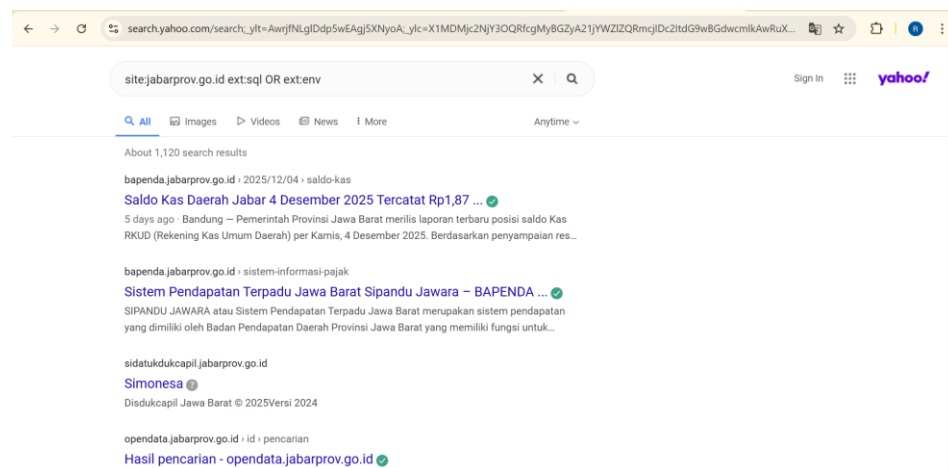 search.yahoo.com/search;_ylt=AwrjfNLgIDdp5wEAgj5XNyoA;_ylc=X1MDMjc2NjY3OQRfcgMyBGZyA21jYWZlZQRmcjIDc2ItdG9wBGdwcmlkAwRuX...
R
site:jabarprov.go.id ext:sql OR ext:env
Sign In
yahoo!
All Images Videos News More Anytime
About 1,120 search results
bapenda.jabarprov.go.id › 2025/12/04 › saldo-kas
Saldo Kas Daerah Jabar 4 Desember 2025 Tercatat Rp1,87 ...
5 days ago · Bandung — Pemerintah Provinsi Jawa Barat merilis laporan terbaru posisi saldo Kas
RKUD (Rekening Kas Umum Daerah) per Kamis, 4 Desember 2025. Berdasarkan penyampaian res...
bapenda.jabarprov.go.id › sistem-informasi-pajak
Sistem Pendapatan Terpadu Jawa Barat Sipandu Jawara – BAPENDA ...
SIPANDU JAWARA atau Sistem Pendapatan Terpadu Jawa Barat merupakan sistem pendapatan
yang dimiliki oleh Badan Pendapatan Daerah Provinsi Jawa Barat yang memiliki fungsi untuk...
sidatukdukcapil.jabarprov.go.id
Simonesa
Disdukcapil Jawa Barat © 2025Versi 2024
opendata.jabarprov.go.id › id › pencarian
Hasil pencarian - opendata.jabarprov.go.id